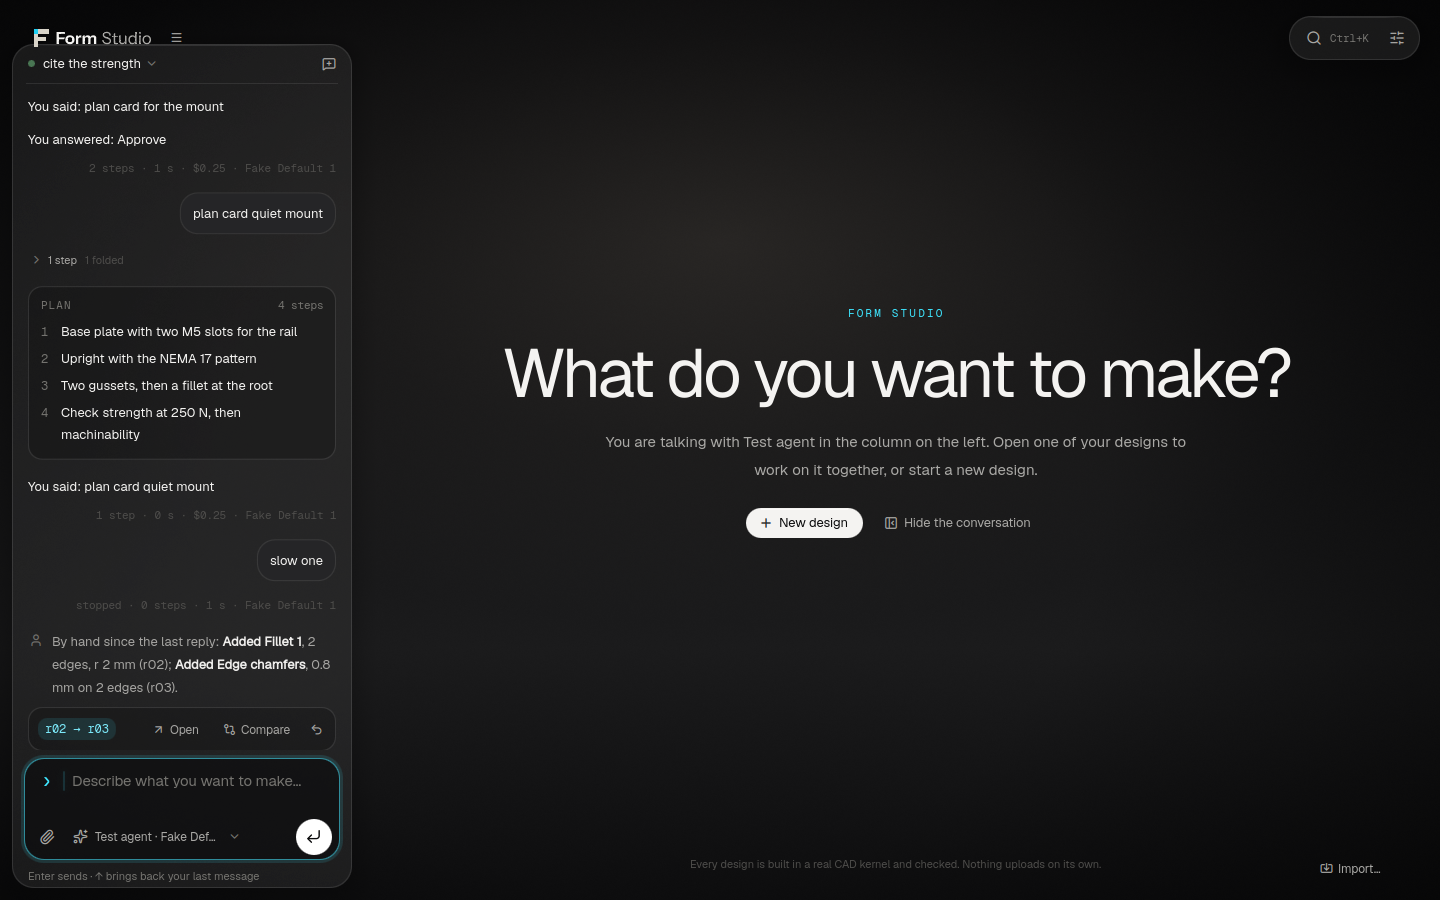 Form Studio
Ctrl+K
cite the strength
You said: plan card for the mount
You answered: Approve
2 steps · 1 s · $0.25 · Fake Default 1
plan card quiet mount
1 step 1 folded
PLAN 4 steps
1 Base plate with two M5 slots for the rail
2 Upright with the NEMA 17 pattern
3 Two gussets, then a fillet at the root
4 Check strength at 250 N, then
machinability
You said: plan card quiet mount
1 step · 0 s · $0.25 · Fake Default 1
slow one
stopped · 0 steps · 1 s · Fake Default 1
By hand since the last reply: Added Fillet 1, 2
edges, r 2 mm (r02); Added Edge chamfers, 0.8
mm on 2 edges (r03).
r02 → r03 Open Compare
Describe what you want to make...
Test agent · Fake Def...
Enter sends · ↑ brings back your last message
FORM STUDIO
What do you want to make?
You are talking with Test agent in the column on the left. Open one of your designs to
work on it together, or start a new design.
New design Hide the conversation
Every design is built in a real CAD kernel and checked. Nothing uploads on its own.
Import...